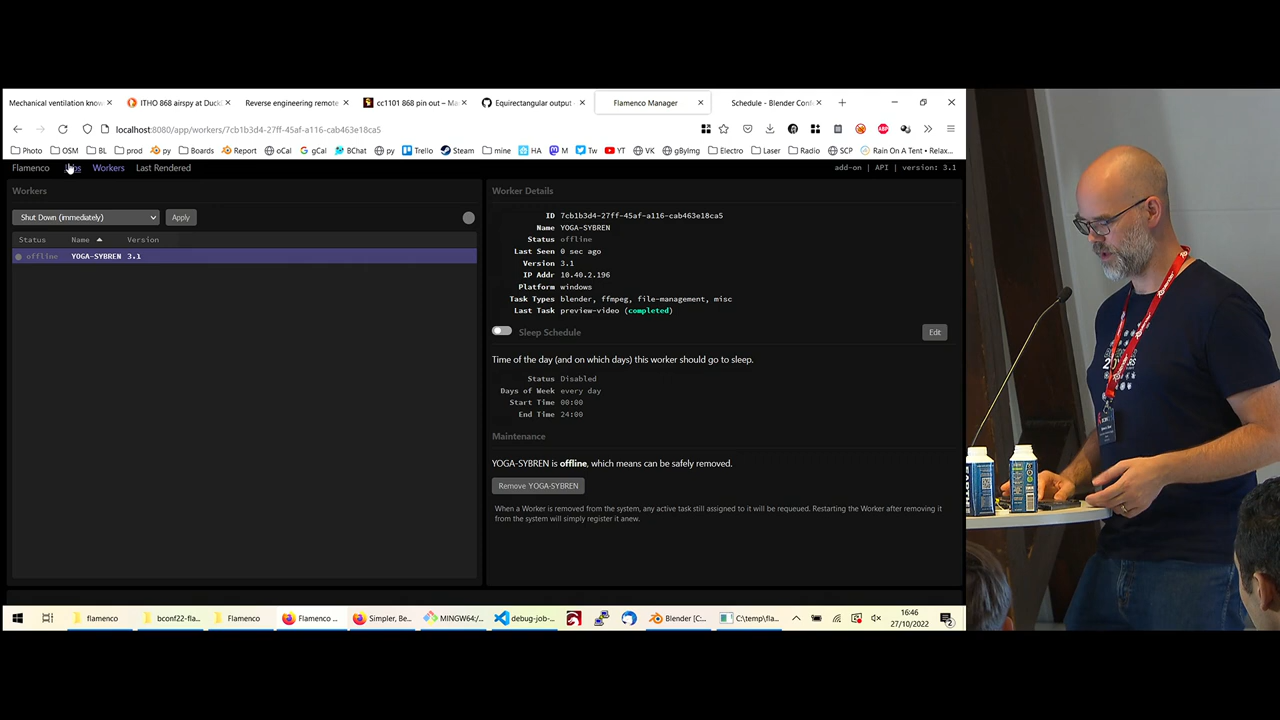 Mechanical ventilation know
ITHO 868 airspy at Duck
Reverse engineering remote
cc1101 868 pin out — Ma
Equirectangular output -
Flamenco Manager
Schedule - Blender Conf
localhost:8080/app/workers/7cb1b3d4-27ff-45af-a116-cab463e18ca5
Photo OSM BL prod py Boards Report oCal gCal BChat py Trello Steam mine HA M Tw YT VK gByImg Electro Laser Radio SCP Rain On A Tent • Relax...
Flamenco Jobs Workers Last Rendered
add-on | API | version: 3.1
Workers
Shut Down (immediately) Apply
Status Name Version
offline YOGA-SYBREN 3.1
Worker Details
ID 7cb1b3d4-27ff-45af-a116-cab463e18ca5
Name YOGA-SYBREN
Status offline
Last Seen 0 sec ago
Version 3.1
IP Addr 10.40.2.196
Platform windows
Task Types blender, ffmpeg, file-management, misc
Last Task preview-video (completed)
Sleep Schedule Edit
Time of the day (and on which days) this worker should go to sleep.
Status Disabled
Days of Week every day
Start Time 00:00
End Time 24:00
Maintenance
YOGA-SYBREN is offline, which means can be safely removed.
Remove YOGA-SYBREN
When a Worker is removed from the system, any active task still assigned to it will be requeued. Restarting the Worker after removing it
from the system will simply register it anew.
flamenco bconf22-fla... Flamenco Flamenco ... Simpler, Be... MINGW64:/... debug-job-... Blender [C... C:\temp\fla...
16:46
27/10/2022
2